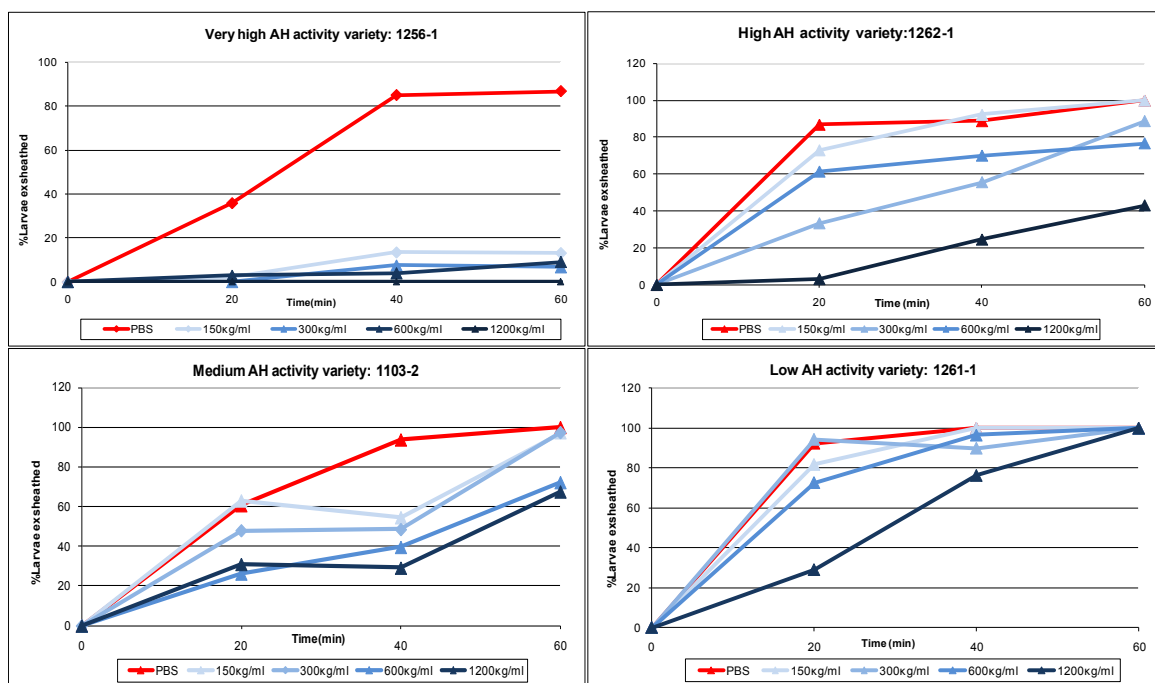 Very high AH activity variety: 1256-1
100
80
60
40
20
0
%Larvae exsheathed
0 20 40 60
Time(min)
PBS 150κg/ml 300κg/ml 600κg/ml 1200κg/ml
High AH activity variety:1262-1
120
100
80
60
40
20
0
%Larvae exsheathed
0 20 40 60
Time (min)
PBS 150κg/ml 300κg/ml 600κg/ml 1200κg/ml
Medium AH activity variety: 1103-2
120
100
80
60
40
20
0
%Larvae exsheathed
0 20 40 60
Time(min)
PBS 150κg/ml 300κg/ml 600κg/ml 1200κg/ml
Low AH activity variety: 1261-1
120
100
80
60
40
20
0
%Larvae exsheathed
0 20 40 60
Time(min)
PBS 150κg/ml 300κg/ml 600κg/ml 1200κg/ml